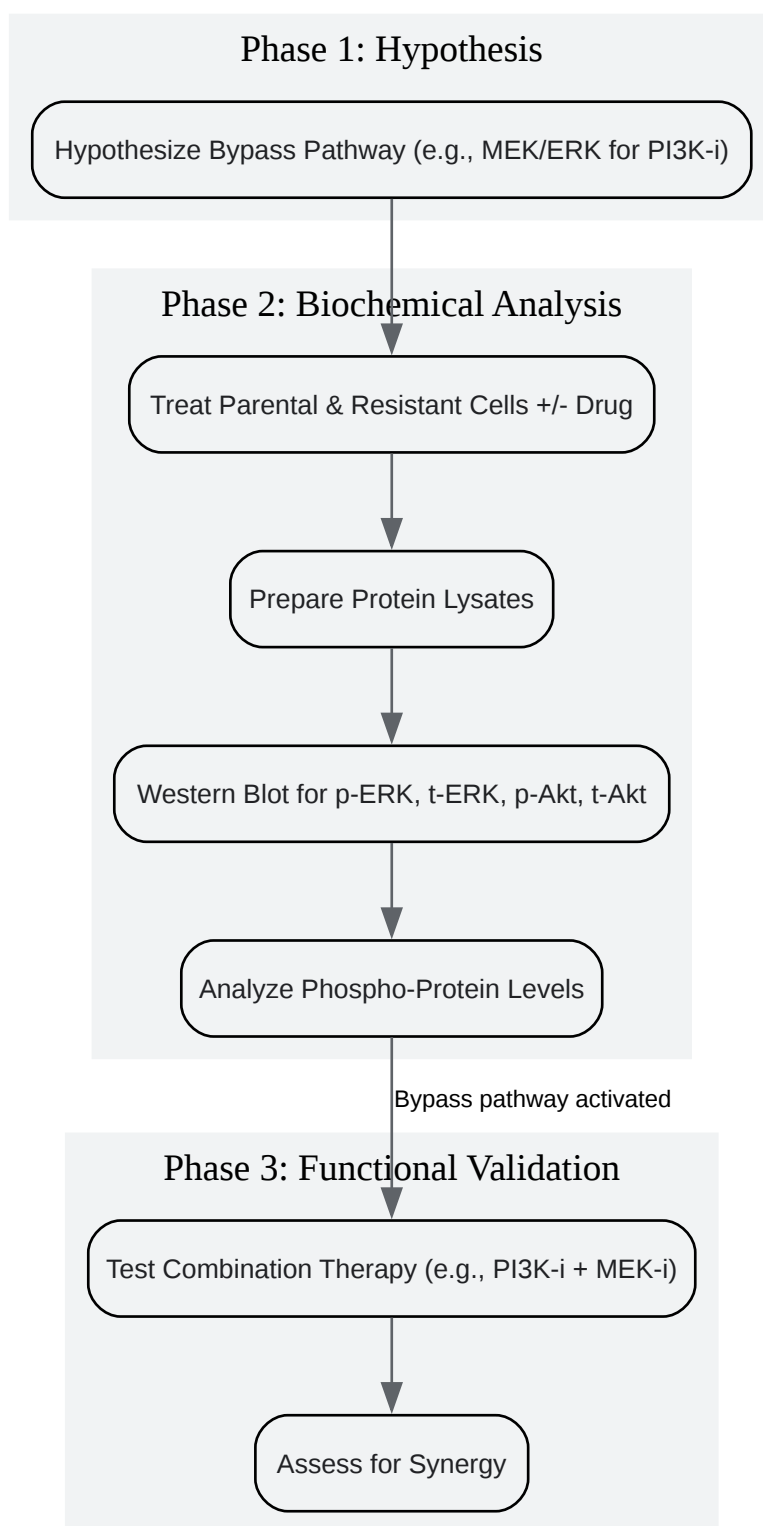 Phase 1: Hypothesis
Hypothesize Bypass Pathway (e.g., MEK/ERK for PI3K-i)
Phase 2: Biochemical Analysis
Treat Parental & Resistant Cells +/- Drug
Prepare Protein Lysates
Western Blot for p-ERK, t-ERK, p-Akt, t-Akt
Analyze Phospho-Protein Levels
Bypass pathway activated
Phase 3: Functional Validation
Test Combination Therapy (e.g., PI3K-i + MEK-i)
Assess for Synergy